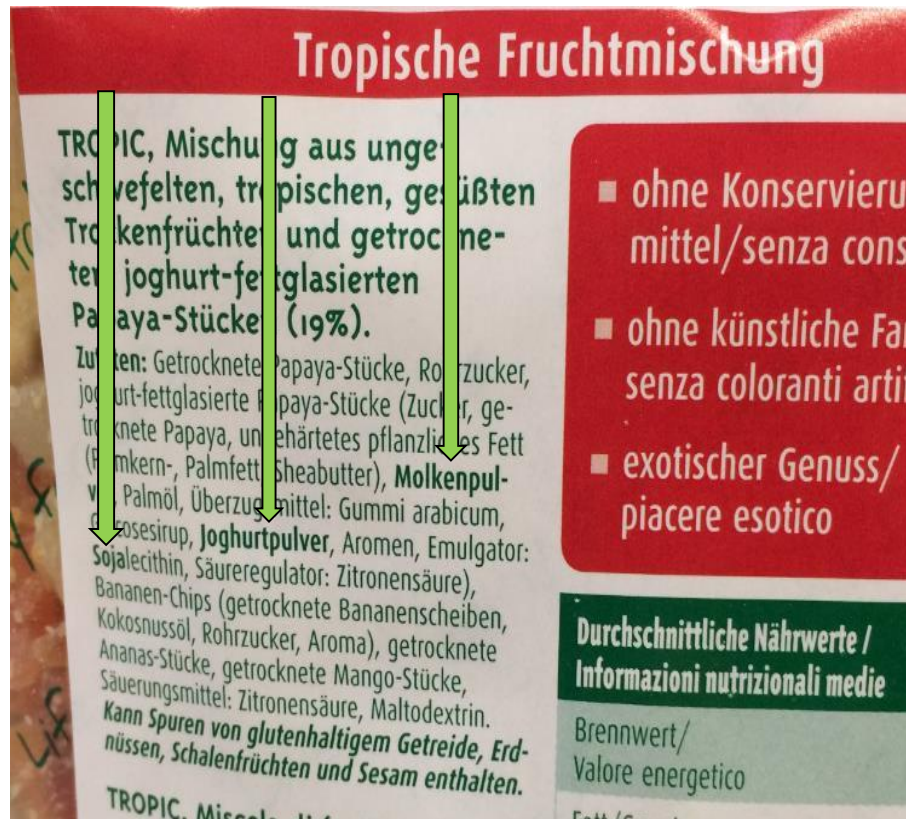 Tropische Fruchtmischung
TROPIC, Mischung aus unge-
schwefelten, tropischen, gesüßten
Trockenfrüchten und getrockne-
ten joghurt-fettglasierten
Papaya-Stücken (19%).
Zutaten: Getrocknete Papaya-Stücke, Rohrzucker,
joghurt-fettglasierte Papaya-Stücke (Zucker, ge-
trocknete Papaya, ungehärtetes pflanzliches Fett
(Palmkern-, Palmfett, Sheabutter), Molkenpul-
ver, Palmöl, Überzugsmittel: Gummi arabicum,
Glucosesirup, Joghurtpulver, Aromen, Emulgator:
Sojalecithin, Säureregulator: Zitronensäure),
Bananen-Chips (getrocknete Bananenscheiben,
Kokosnussöl, Rohrzucker, Aroma), getrocknete
Ananas-Stücke, getrocknete Mango-Stücke,
Säuerungsmittel: Zitronensäure, Maltodextrin.
Kann Spuren von glutenhaltigem Getreide, Erd-
nüssen, Schalenfrüchten und Sesam enthalten.
TROPIC,
ohne Konservieru
mittel/senza cons
ohne künstliche Fa
senza coloranti arti
exotischer Genuss/
piacere esotico
Durchschnittliche Nährwerte /
Informazioni nutrizionali medie
Brennwert/
Valore energetico